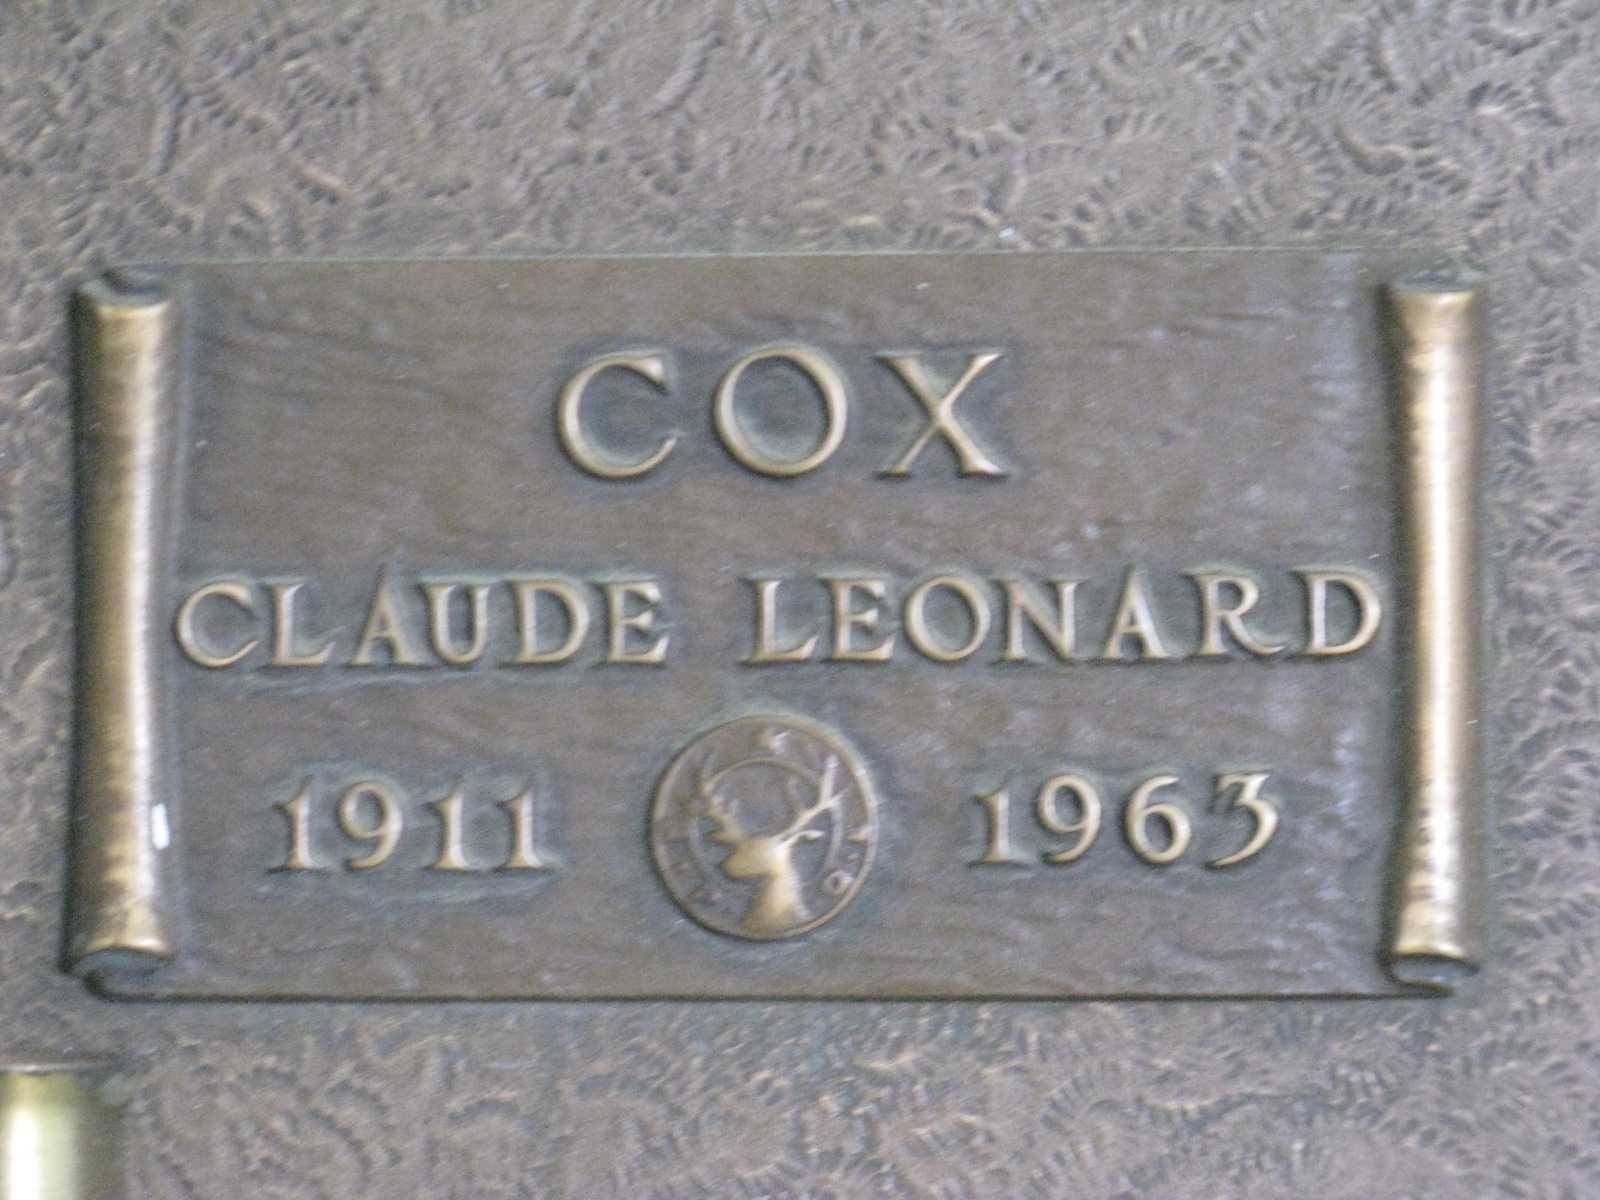 COX
CLAUDE LEONARD
1911 1963